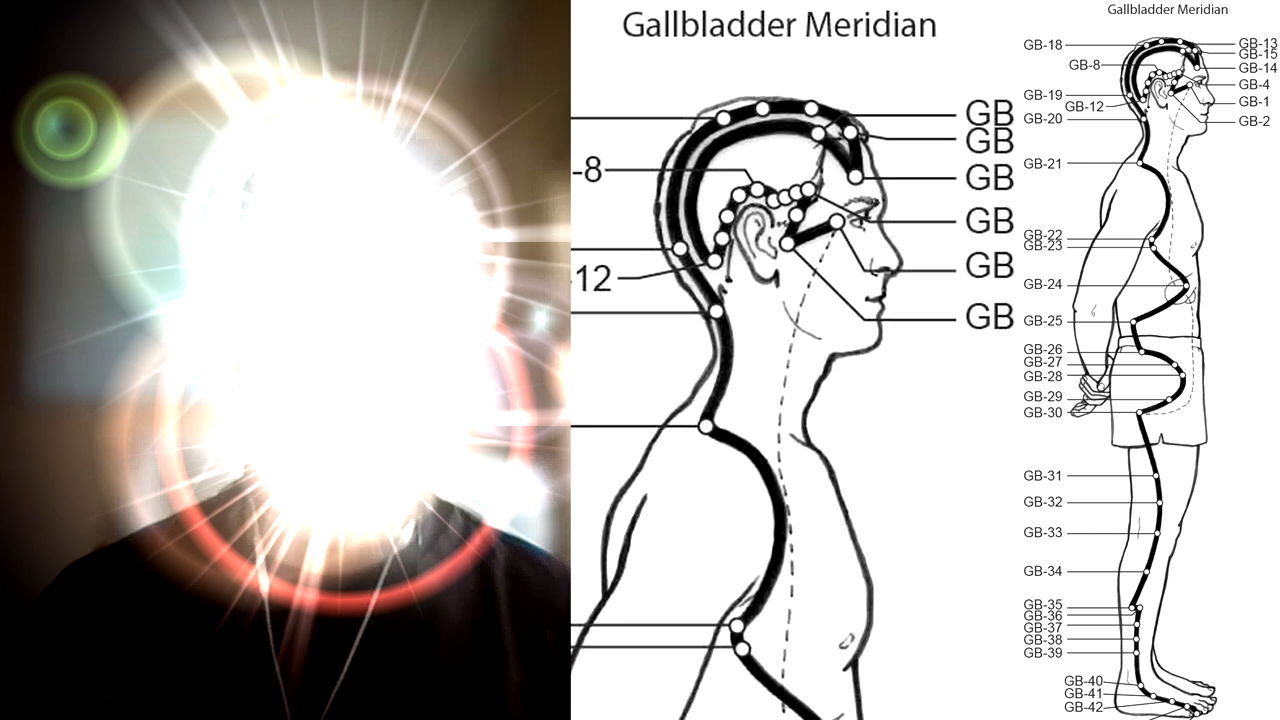 Gallbladder Meridian
GB
GB
GB
-8
GB
GB
-12
GB
Gallbladder Meridian
GB-18
GB-13
GB-15
GB-8
GB-14
GB-4
GB-19
GB-1
GB-12
GB-20
GB-2
GB-21
GB-22
GB-23
GB-24
GB-25
GB-26
GB-27
GB-28
GB-29
GB-30
GB-31
GB-32
GB-33
GB-34
GB-35
GB-36
GB-37
GB-38
GB-39
GB-40
GB-41
GB-42